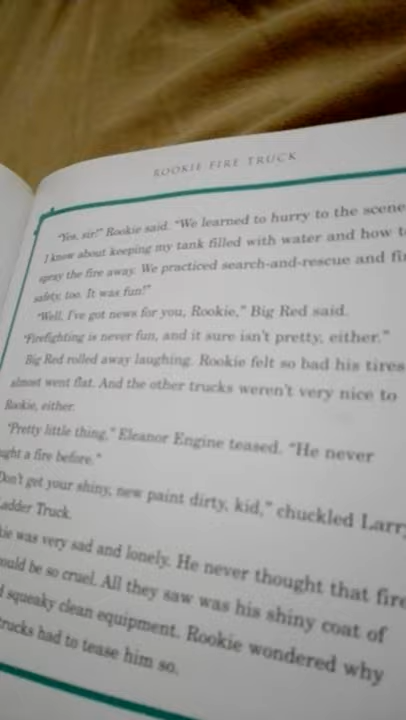 ROOKIE FIRE TRUCK
"Yes, sir!" Rookie said. "We learned to hurry to the scene
I know about keeping my tank filled with water and how t
spray the fire away. We practiced search-and-rescue and fi
safety, too. It was fun!"
"Well, I've got news for you, Rookie," Big Red said.
"Firefighting is never fun, and it sure isn't pretty, either."
Big Red rolled away laughing. Rookie felt so bad his tires
almost went flat. And the other trucks weren't very nice to
Rookie, either.
"Pretty little thing," Eleanor Engine teased. "He never
ught a fire before."
Don't get your shiny, new paint dirty, kid," chuckled Larry
adder Truck.
kie was very sad and lonely. He never thought that fire
ould be so cruel. All they saw was his shiny coat of
d squeaky clean equipment. Rookie wondered why
trucks had to tease him so.